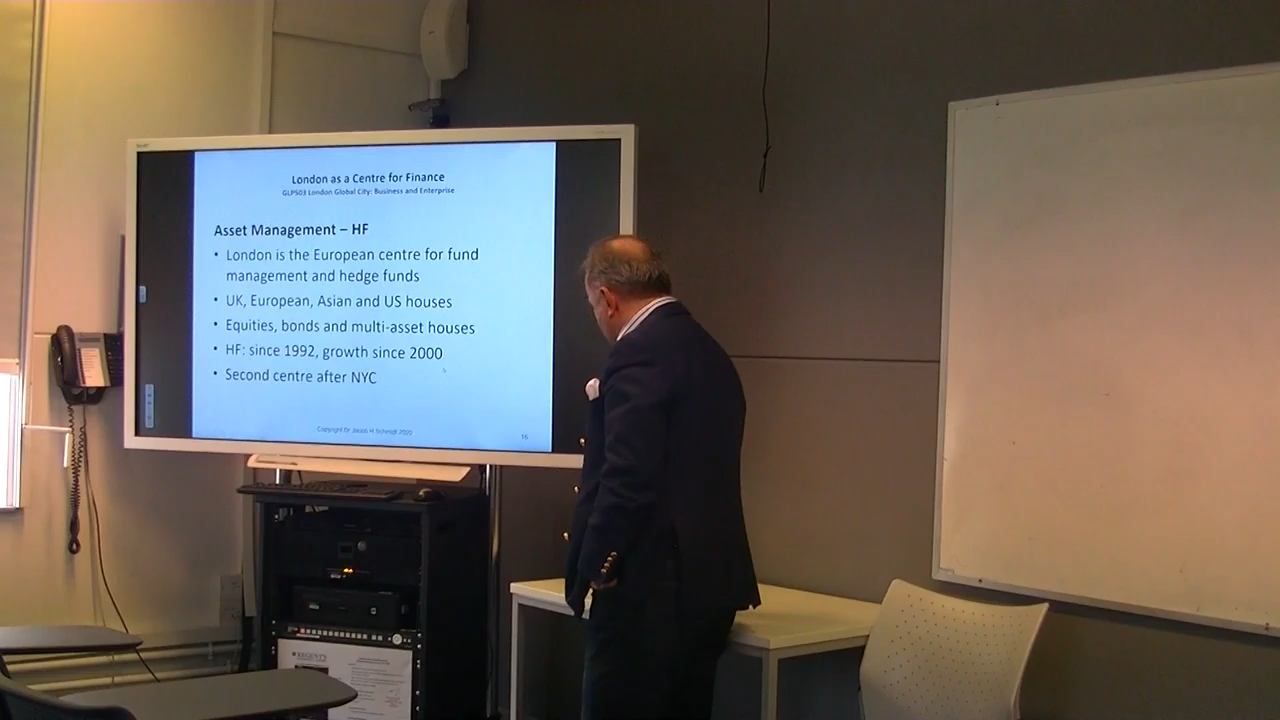 London as a Centre for Finance
GLP503 London Global City: Business and Enterprise
Asset Management – HF
• London is the European centre for fund
management and hedge funds
• UK, European, Asian and US houses
• Equities, bonds and multi-asset houses
• HF: since 1992, growth since 2000
• Second centre after NYC
Copyright Dr Jacob H Schmidt 2020
16
REGENT'S